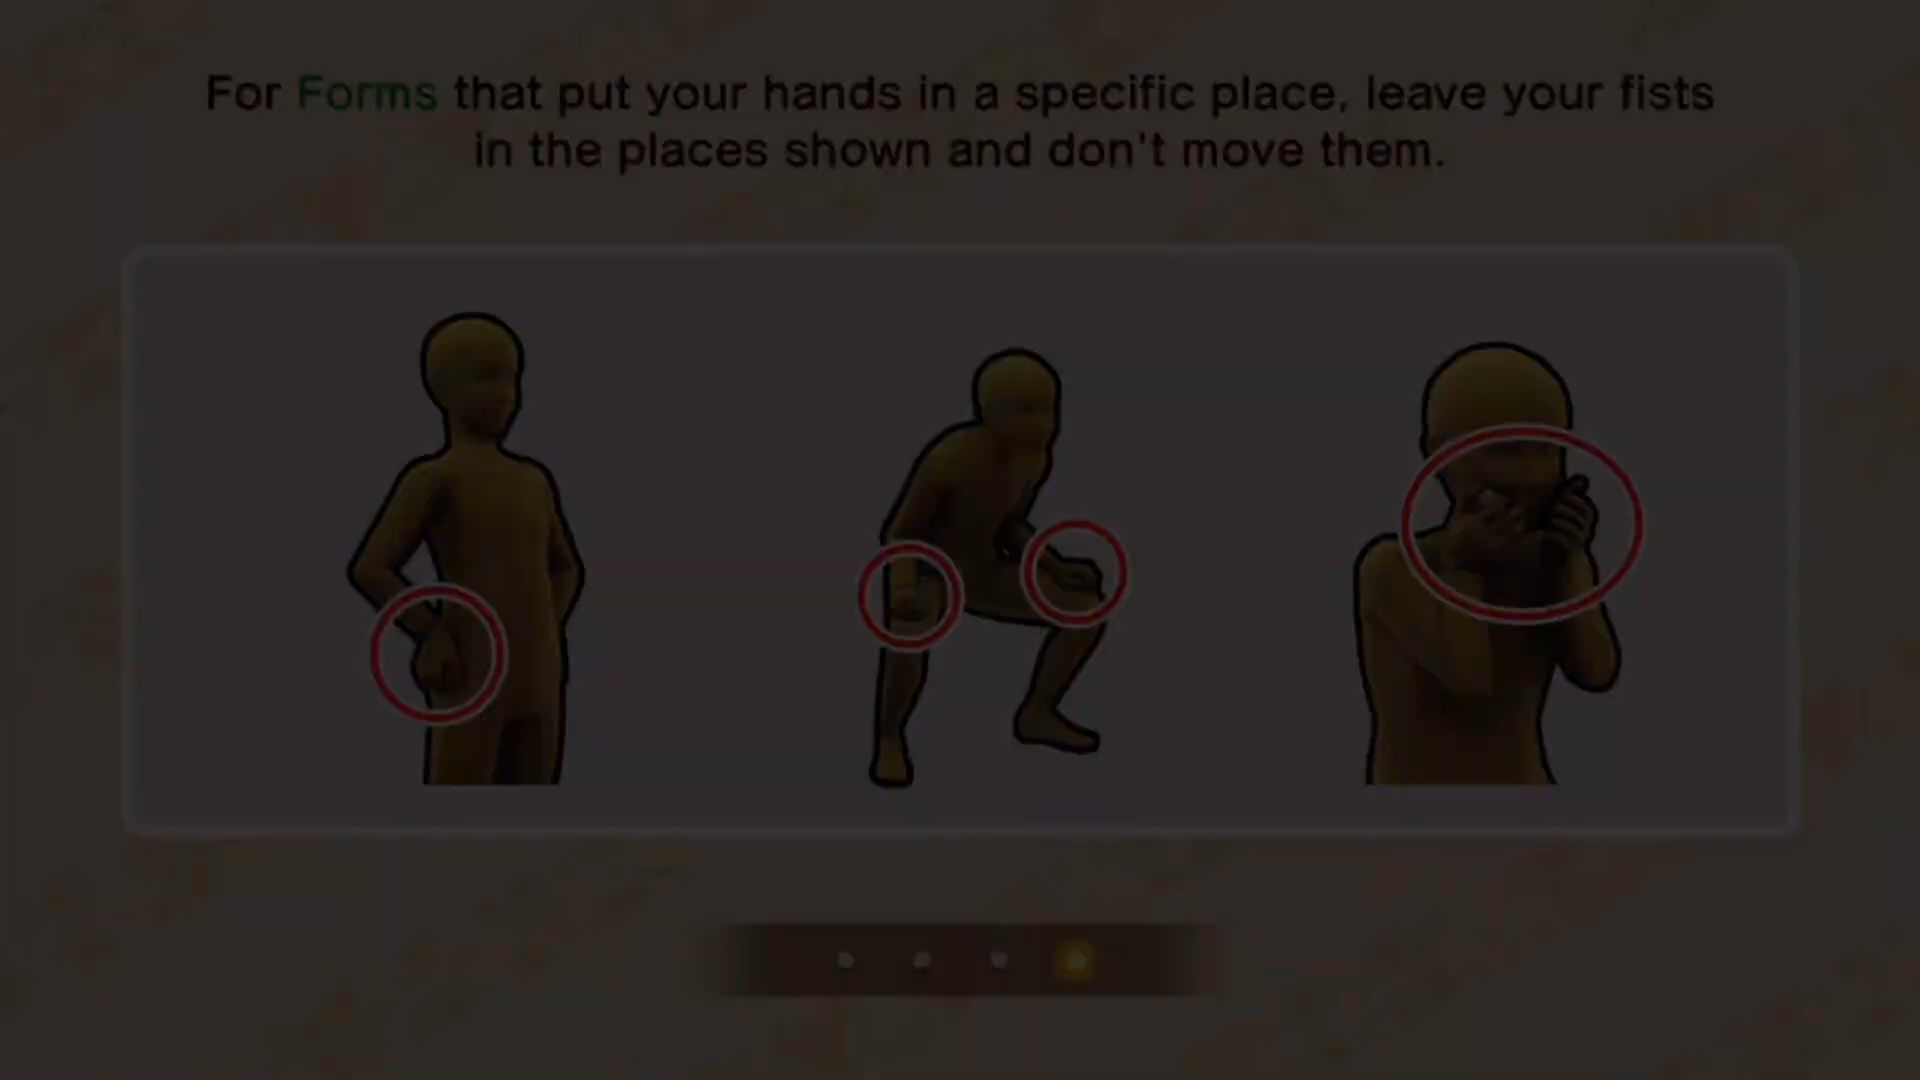 For Forms that put your hands in a specific place, leave your fists
in the places shown and don't move them.